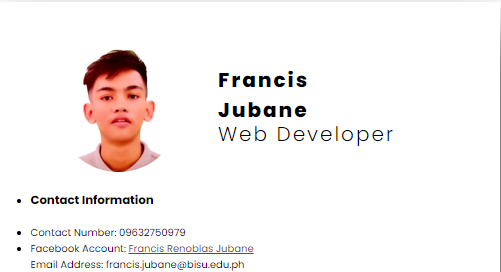 Francis
Jubane
Web Developer
Contact Information
Contact Number: 09632750979
Facebook Account: Francis Renoblas Jubane
Email Address: francis.jubane@bisu.edu.ph